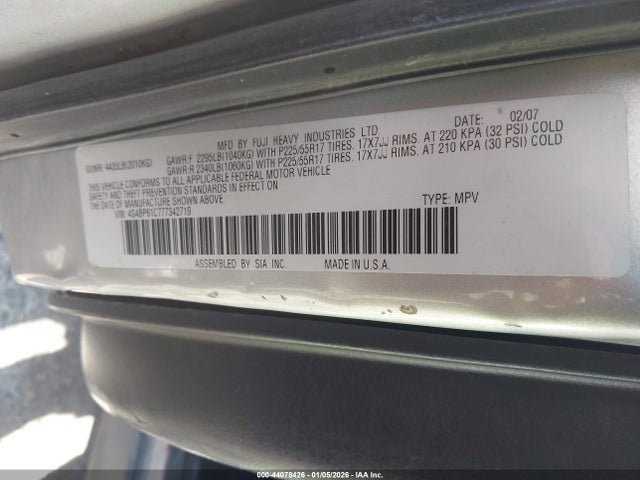 MFD BY FUJI HEAVY INDUSTRIES LTD. DATE: 02/07
GVWR 4435LB(2010KG) GAWR:F 2295LB(1040KG) WITH P225/55R17 TIRES. 17X7JJ RIMS. AT 220 KPA (32 PSI) COLD
GAWR:R 2340LB(1060KG) WITH P225/55R17 TIRES. 17X7JJ RIMS. AT 210 KPA (30 PSI) COLD
THIS VEHICLE CONFORMS TO ALL APPLICABLE FEDERAL MOTOR VEHICLE
SAFETY AND THEFT PREVENTION STANDARDS IN EFFECT ON THE DATE OF
MANUFACTURE SHOWN ABOVE.
VIN: 4S4BP61C777342719 TYPE: MPV
ASSEMBLED BY SIA INC. MADE IN U.S.A.
000-44078426 - 01/05/2026 - IAA Inc.